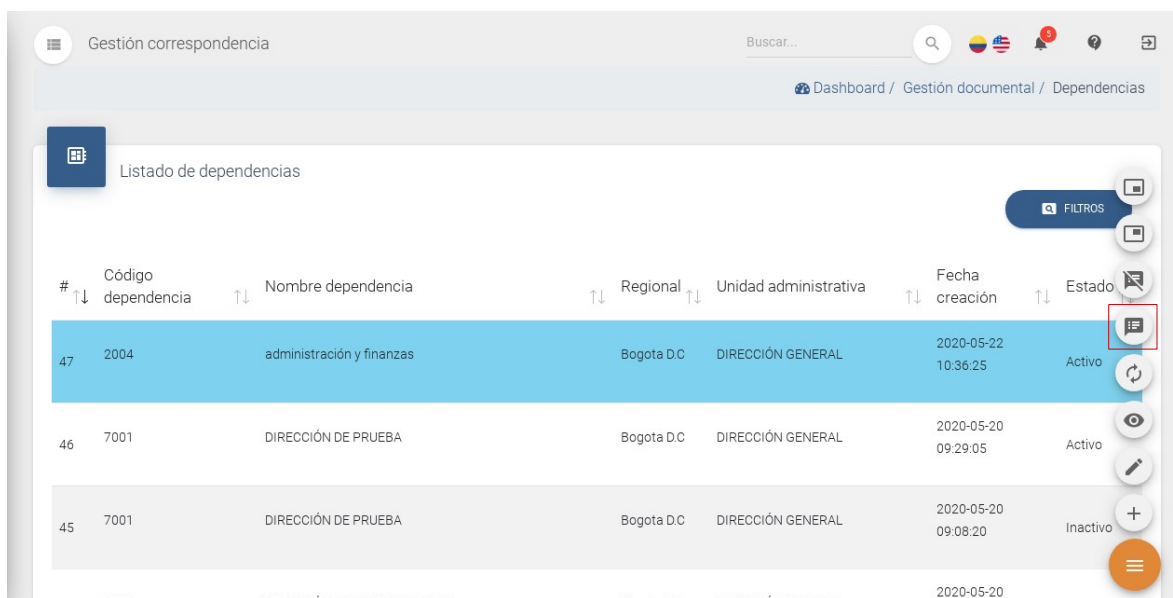 Gestión correspondencia
Buscar...
5
Dashboard / Gestión documental / Dependencias
Listado de dependencias
FILTROS
# Código dependencia Nombre dependencia Regional Unidad administrativa Fecha creación Estado
47 2004 administración y finanzas Bogota D.C DIRECCIÓN GENERAL 2020-05-22 10:36:25 Activo
46 7001 DIRECCIÓN DE PRUEBA Bogota D.C DIRECCIÓN GENERAL 2020-05-20 09:29:05 Activo
45 7001 DIRECCIÓN DE PRUEBA Bogota D.C DIRECCIÓN GENERAL 2020-05-20 09:08:20 Inactivo
2020-05-20